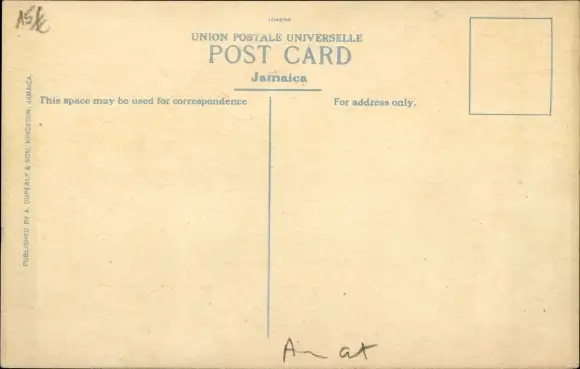 UNION POSTALE UNIVERSELLE
POST CARD
Jamaica
This space may be used for correspondence
For address only.
PUBLISHED BY A. DUPERLY & SON, KINGSTON, JAMAICA.